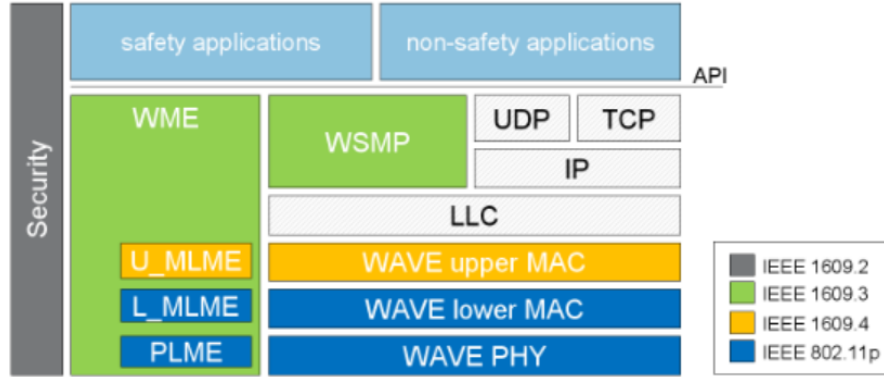 safety applications
non-safety applications
API
Security
WME
WSMP
UDP
TCP
IP
LLC
U_MLME
WAVE upper MAC
L_MLME
WAVE lower MAC
PLME
WAVE PHY
IEEE 1609.2
IEEE 1609.3
IEEE 1609.4
IEEE 802.11p